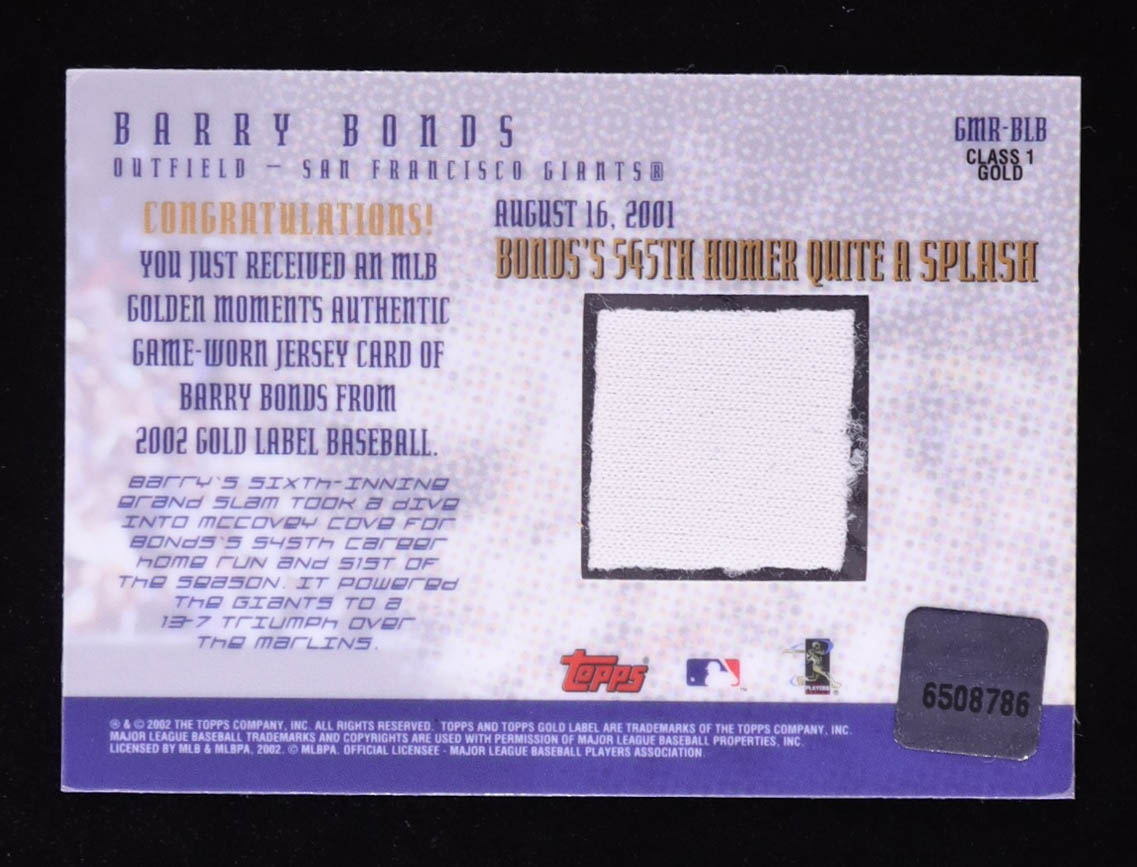 BARRY BONDS
OUTFIELD – SAN FRANCISCO GIANTS®
GMR-BLB
CLASS 1
GOLD
CONGRATULATIONS!
YOU JUST RECEIVED AN MLB
GOLDEN MOMENTS AUTHENTIC
GAME-WORN JERSEY CARD OF
BARRY BONDS FROM
2002 GOLD LABEL BASEBALL.
BARRY'S SIXTH-INNING
GRAND SLAM TOOK A DIVE
INTO MCCOVEY COVE FOR
BONDS'S 545TH CAREER
HOME RUN AND 51ST OF
THE SEASON. IT POWERED
THE GIANTS TO A
13-7 TRIUMPH OVER
THE MARLINS.
AUGUST 16, 2001
BONDS'S 545TH HOMER QUITE A SPLASH
topps ®
™
PLAYERS ®
6508786
® & © 2002 THE TOPPS COMPANY, INC. ALL RIGHTS RESERVED. TOPPS AND TOPPS GOLD LABEL ARE TRADEMARKS OF THE TOPPS COMPANY, INC.
MAJOR LEAGUE BASEBALL TRADEMARKS AND COPYRIGHTS ARE USED WITH PERMISSION OF MAJOR LEAGUE BASEBALL PROPERTIES, INC.
LICENSED BY MLB & MLBPA, 2002. © MLBPA. OFFICIAL LICENSEE - MAJOR LEAGUE BASEBALL PLAYERS ASSOCIATION.